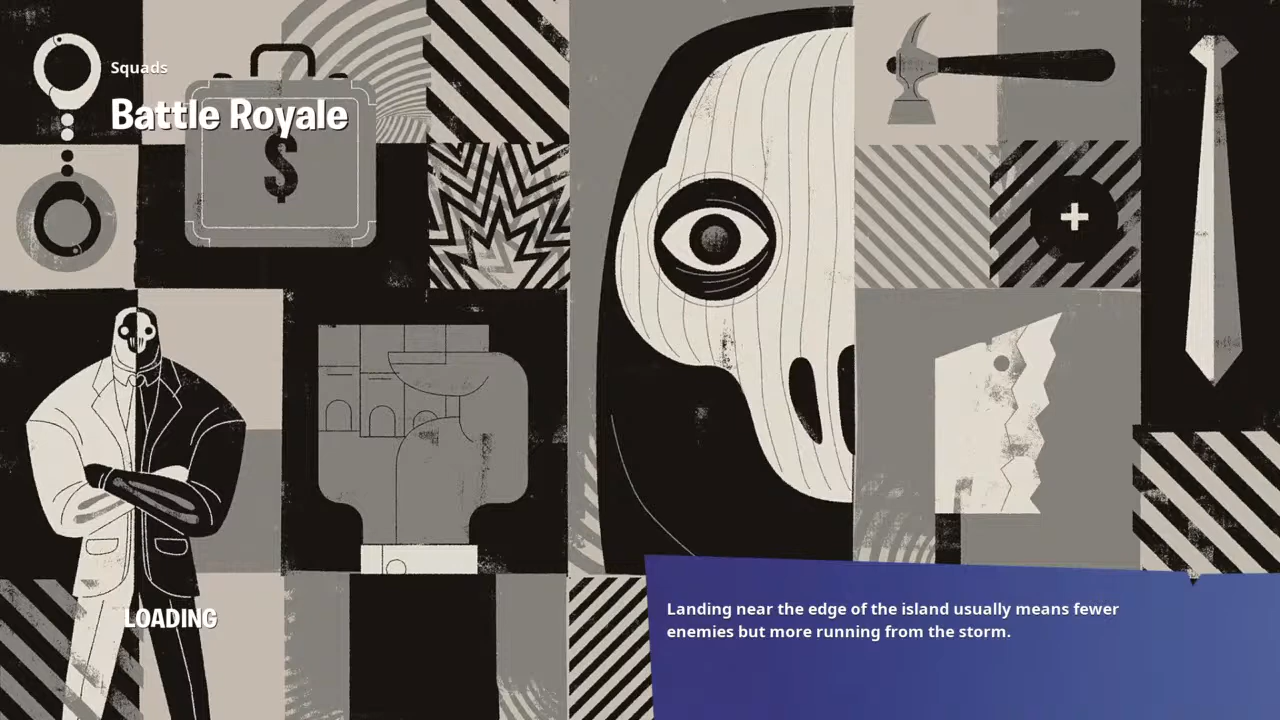 Squads
Battle Royale
$
LOADING
Landing near the edge of the island usually means fewer
enemies but more running from the storm.